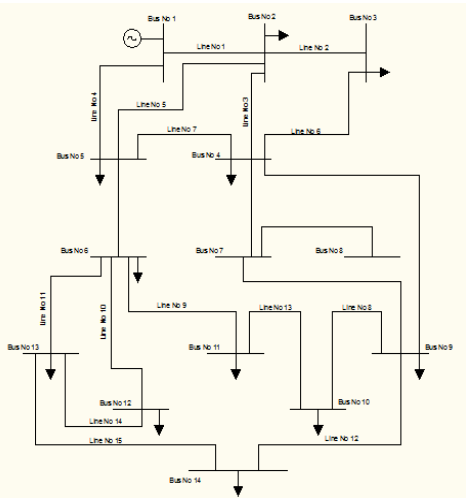 Bus No 1
Bus No 2
Bus No 3
Line No 1
Line No 2
Line No 4
Line No 5
Line No 3
Line No 7
Line No 6
Bus No 5
Bus No 4
Bus No 6
Bus No 7
Bus No 8
Line No 11
Line No 10
Line No 9
Line No 13
Line No 8
Bus No 13
Bus No 11
Bus No 9
Bus No 12
Bus No 10
Line No 14
Line No 15
Line No 12
Bus No 14